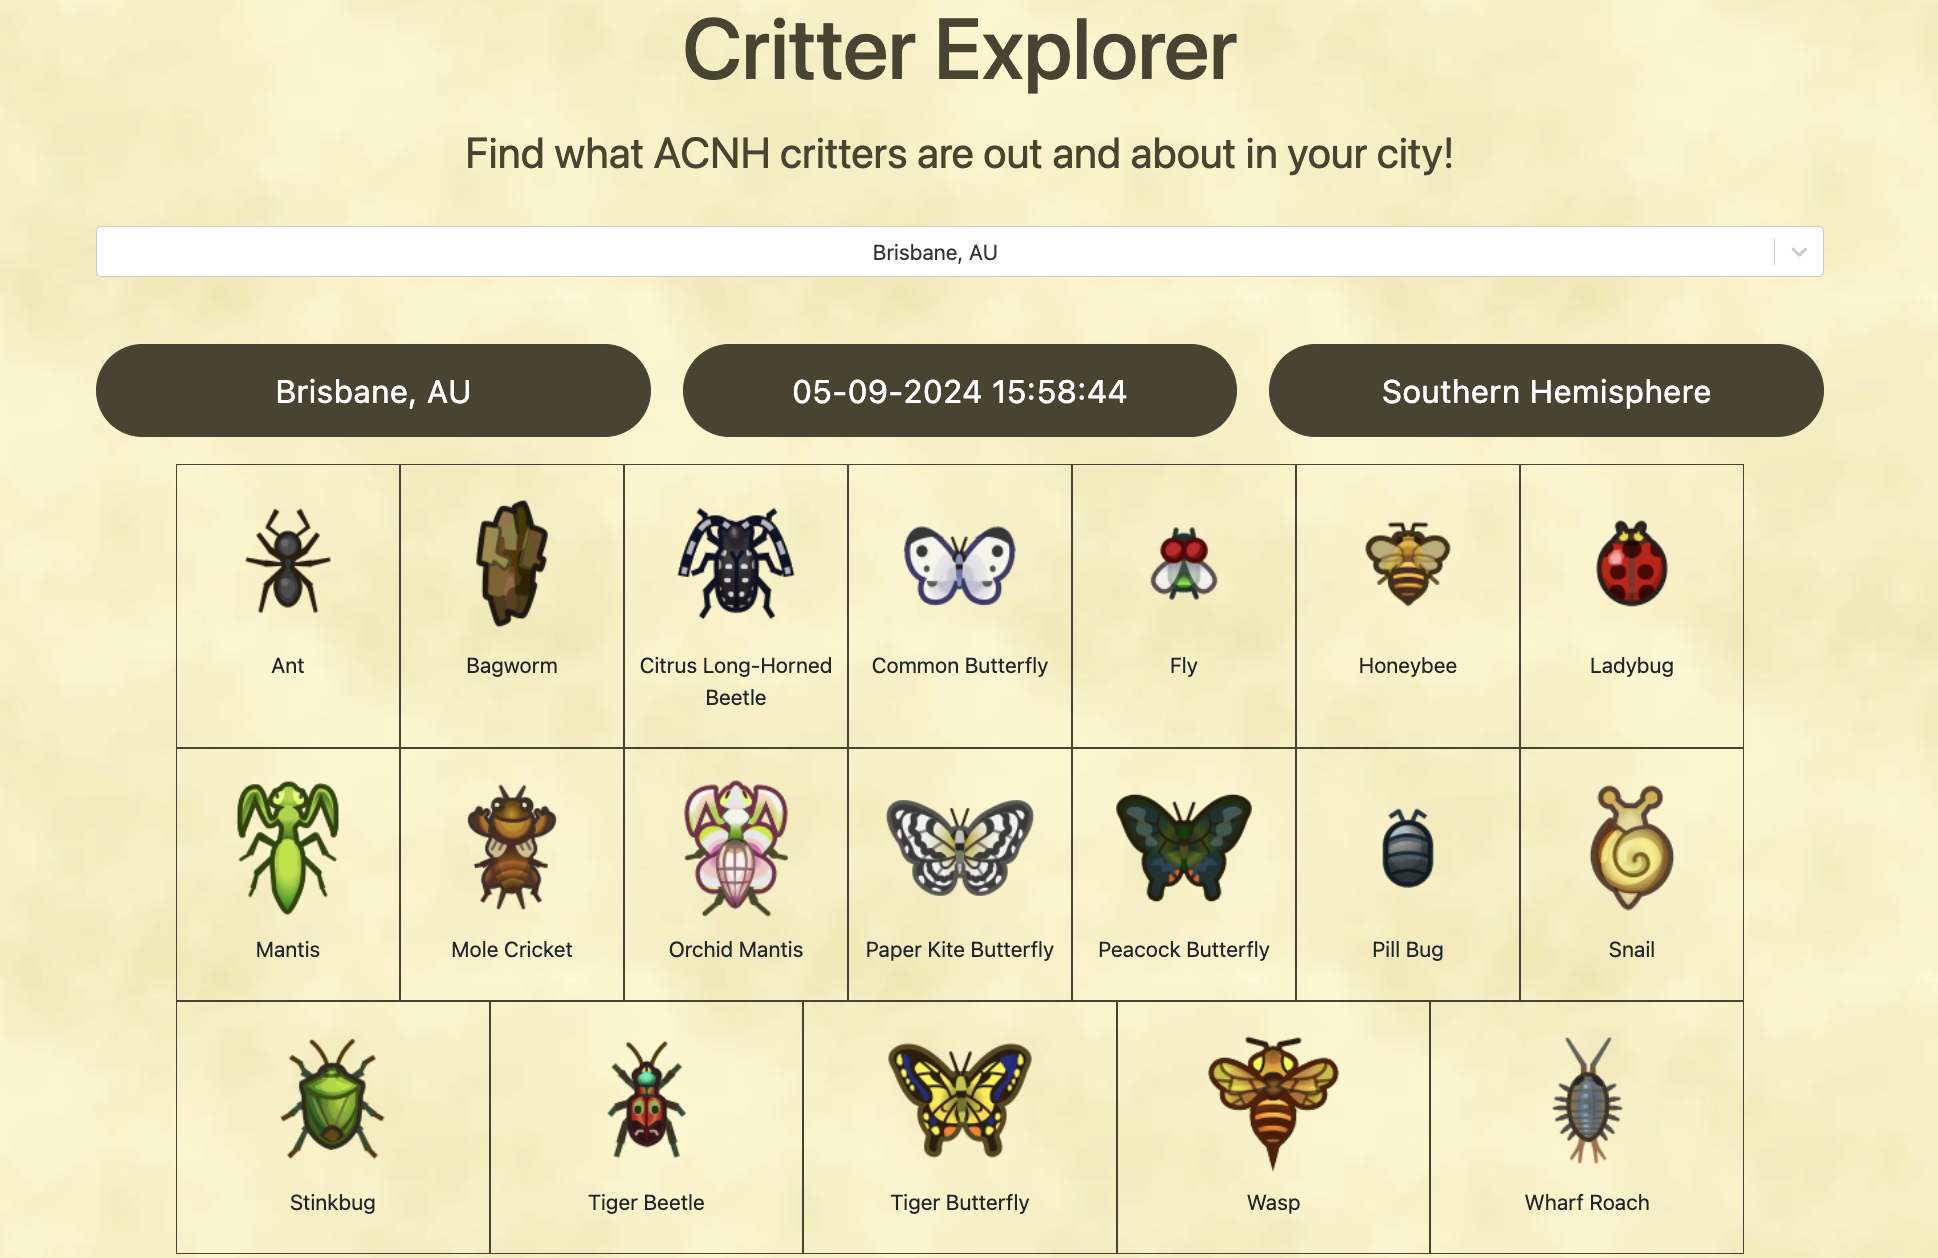 Critter Explorer
Find what ACNH critters are out and about in your city!
Brisbane, AU
Brisbane, AU
05-09-2024 15:58:44
Southern Hemisphere
Ant
Bagworm
Citrus Long-Horned
Beetle
Common Butterfly
Fly
Honeybee
Ladybug
Mantis
Mole Cricket
Orchid Mantis
Paper Kite Butterfly
Peacock Butterfly
Pill Bug
Snail
Stinkbug
Tiger Beetle
Tiger Butterfly
Wasp
Wharf Roach